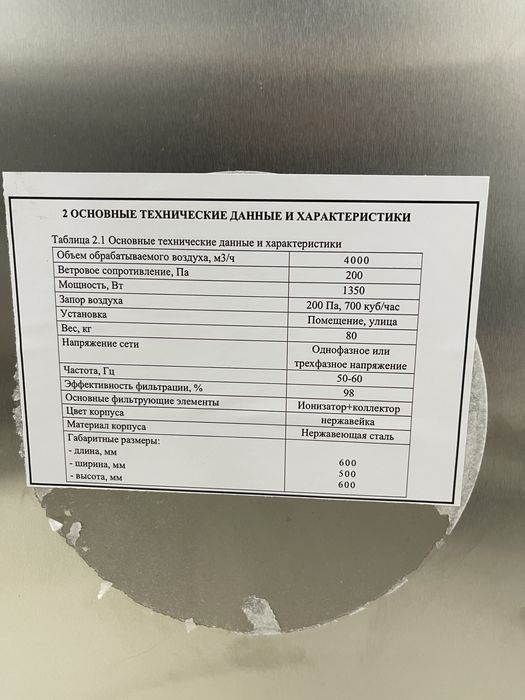 2 ОСНОВНЫЕ ТЕХНИЧЕСКИЕ ДАННЫЕ И ХАРАКТЕРИСТИКИ
Таблица 2.1 Основные технические данные и характеристики
Объем обрабатываемого воздуха, м3/ч 4000
Ветровое сопротивление, Па 200
Мощность, Вт 1350
Запор воздуха 200 Па, 700 куб/час
Установка Помещение, улица
Вес, кг 80
Напряжение сети Однофазное или
трехфазное напряжение
Частота, Гц 50-60
Эффективность фильтрации, % 98
Основные фильтрующие элементы Ионизатор+коллектор
Цвет корпуса нержавейка
Материал корпуса Нержавеющая сталь
Габаритные размеры:
- длина, мм 600
- ширина, мм 500
- высота, мм 600